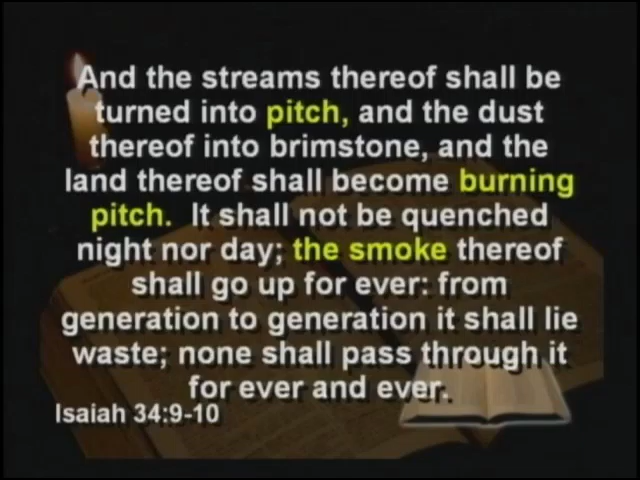 And the streams thereof shall be
turned into pitch, and the dust
thereof into brimstone, and the
land thereof shall become burning
pitch. It shall not be quenched
night nor day; the smoke thereof
shall go up for ever: from
generation to generation it shall lie
waste; none shall pass through it
for ever and ever.
Isaiah 34:9-10